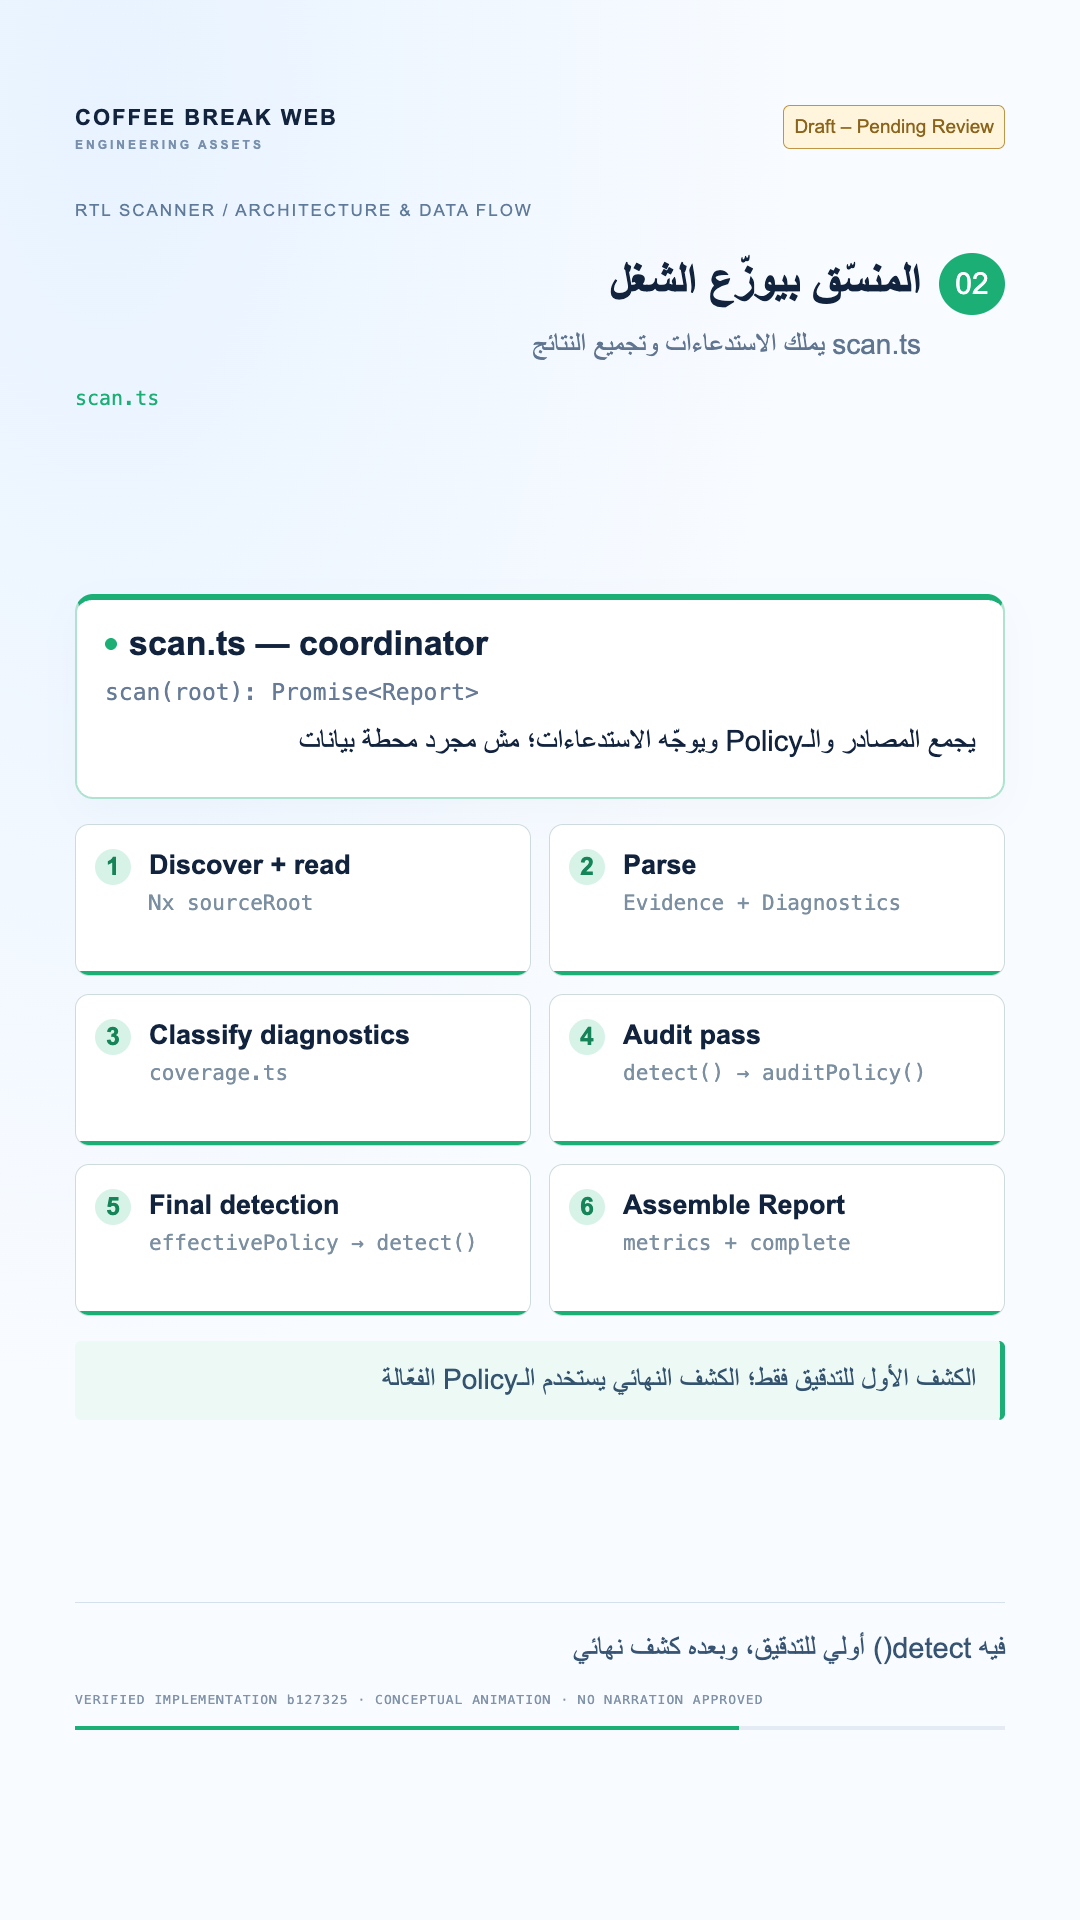 COFFEE BREAK WEB
ENGINEERING ASSETS
Draft – Pending Review
RTL SCANNER / ARCHITECTURE & DATA FLOW
02
المنسّق بيوزّع الشغل
scan.ts يملك الاستدعاءات وتجميع النتائج
scan.ts
scan.ts — coordinator
scan(root): Promise<Report>
يجمع المصادر والـPolicy ويوجّه الاستدعاءات؛ مش مجرد محطة بيانات
1
Discover + read
Nx sourceRoot
2
Parse
Evidence + Diagnostics
3
Classify diagnostics
coverage.ts
4
Audit pass
detect() → auditPolicy()
5
Final detection
effectivePolicy → detect()
6
Assemble Report
metrics + complete
الكشف الأول للتدقيق فقط؛ الكشف النهائي يستخدم الـPolicy الفعّالة
فيه detect() أولي للتدقيق، وبعده كشف نهائي
VERIFIED IMPLEMENTATION b127325 · CONCEPTUAL ANIMATION · NO NARRATION APPROVED